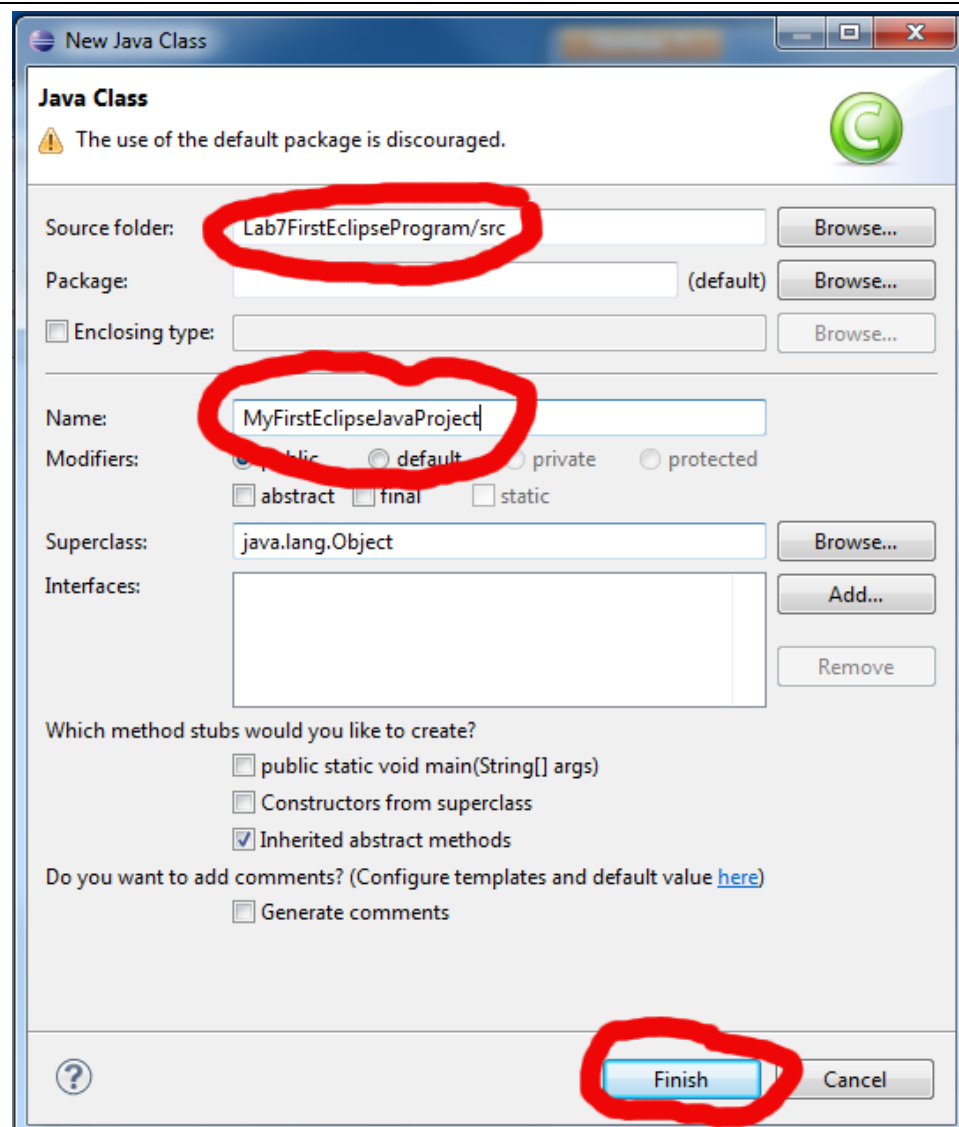 New Java Class
Java Class
The use of the default package is discouraged.
Source folder: Lab7FirstEclipseProgram/src Browse...
Package: (default) Browse...
Enclosing type: Browse...
Name: MyFirstEclipseJavaProject
Modifiers: public default private protected
abstract final static
Superclass: java.lang.Object Browse...
Interfaces: Add...
Remove
Which method stubs would you like to create?
public static void main(String[] args)
Constructors from superclass
Inherited abstract methods
Do you want to add comments? (Configure templates and default value here)
Generate comments
? Finish Cancel